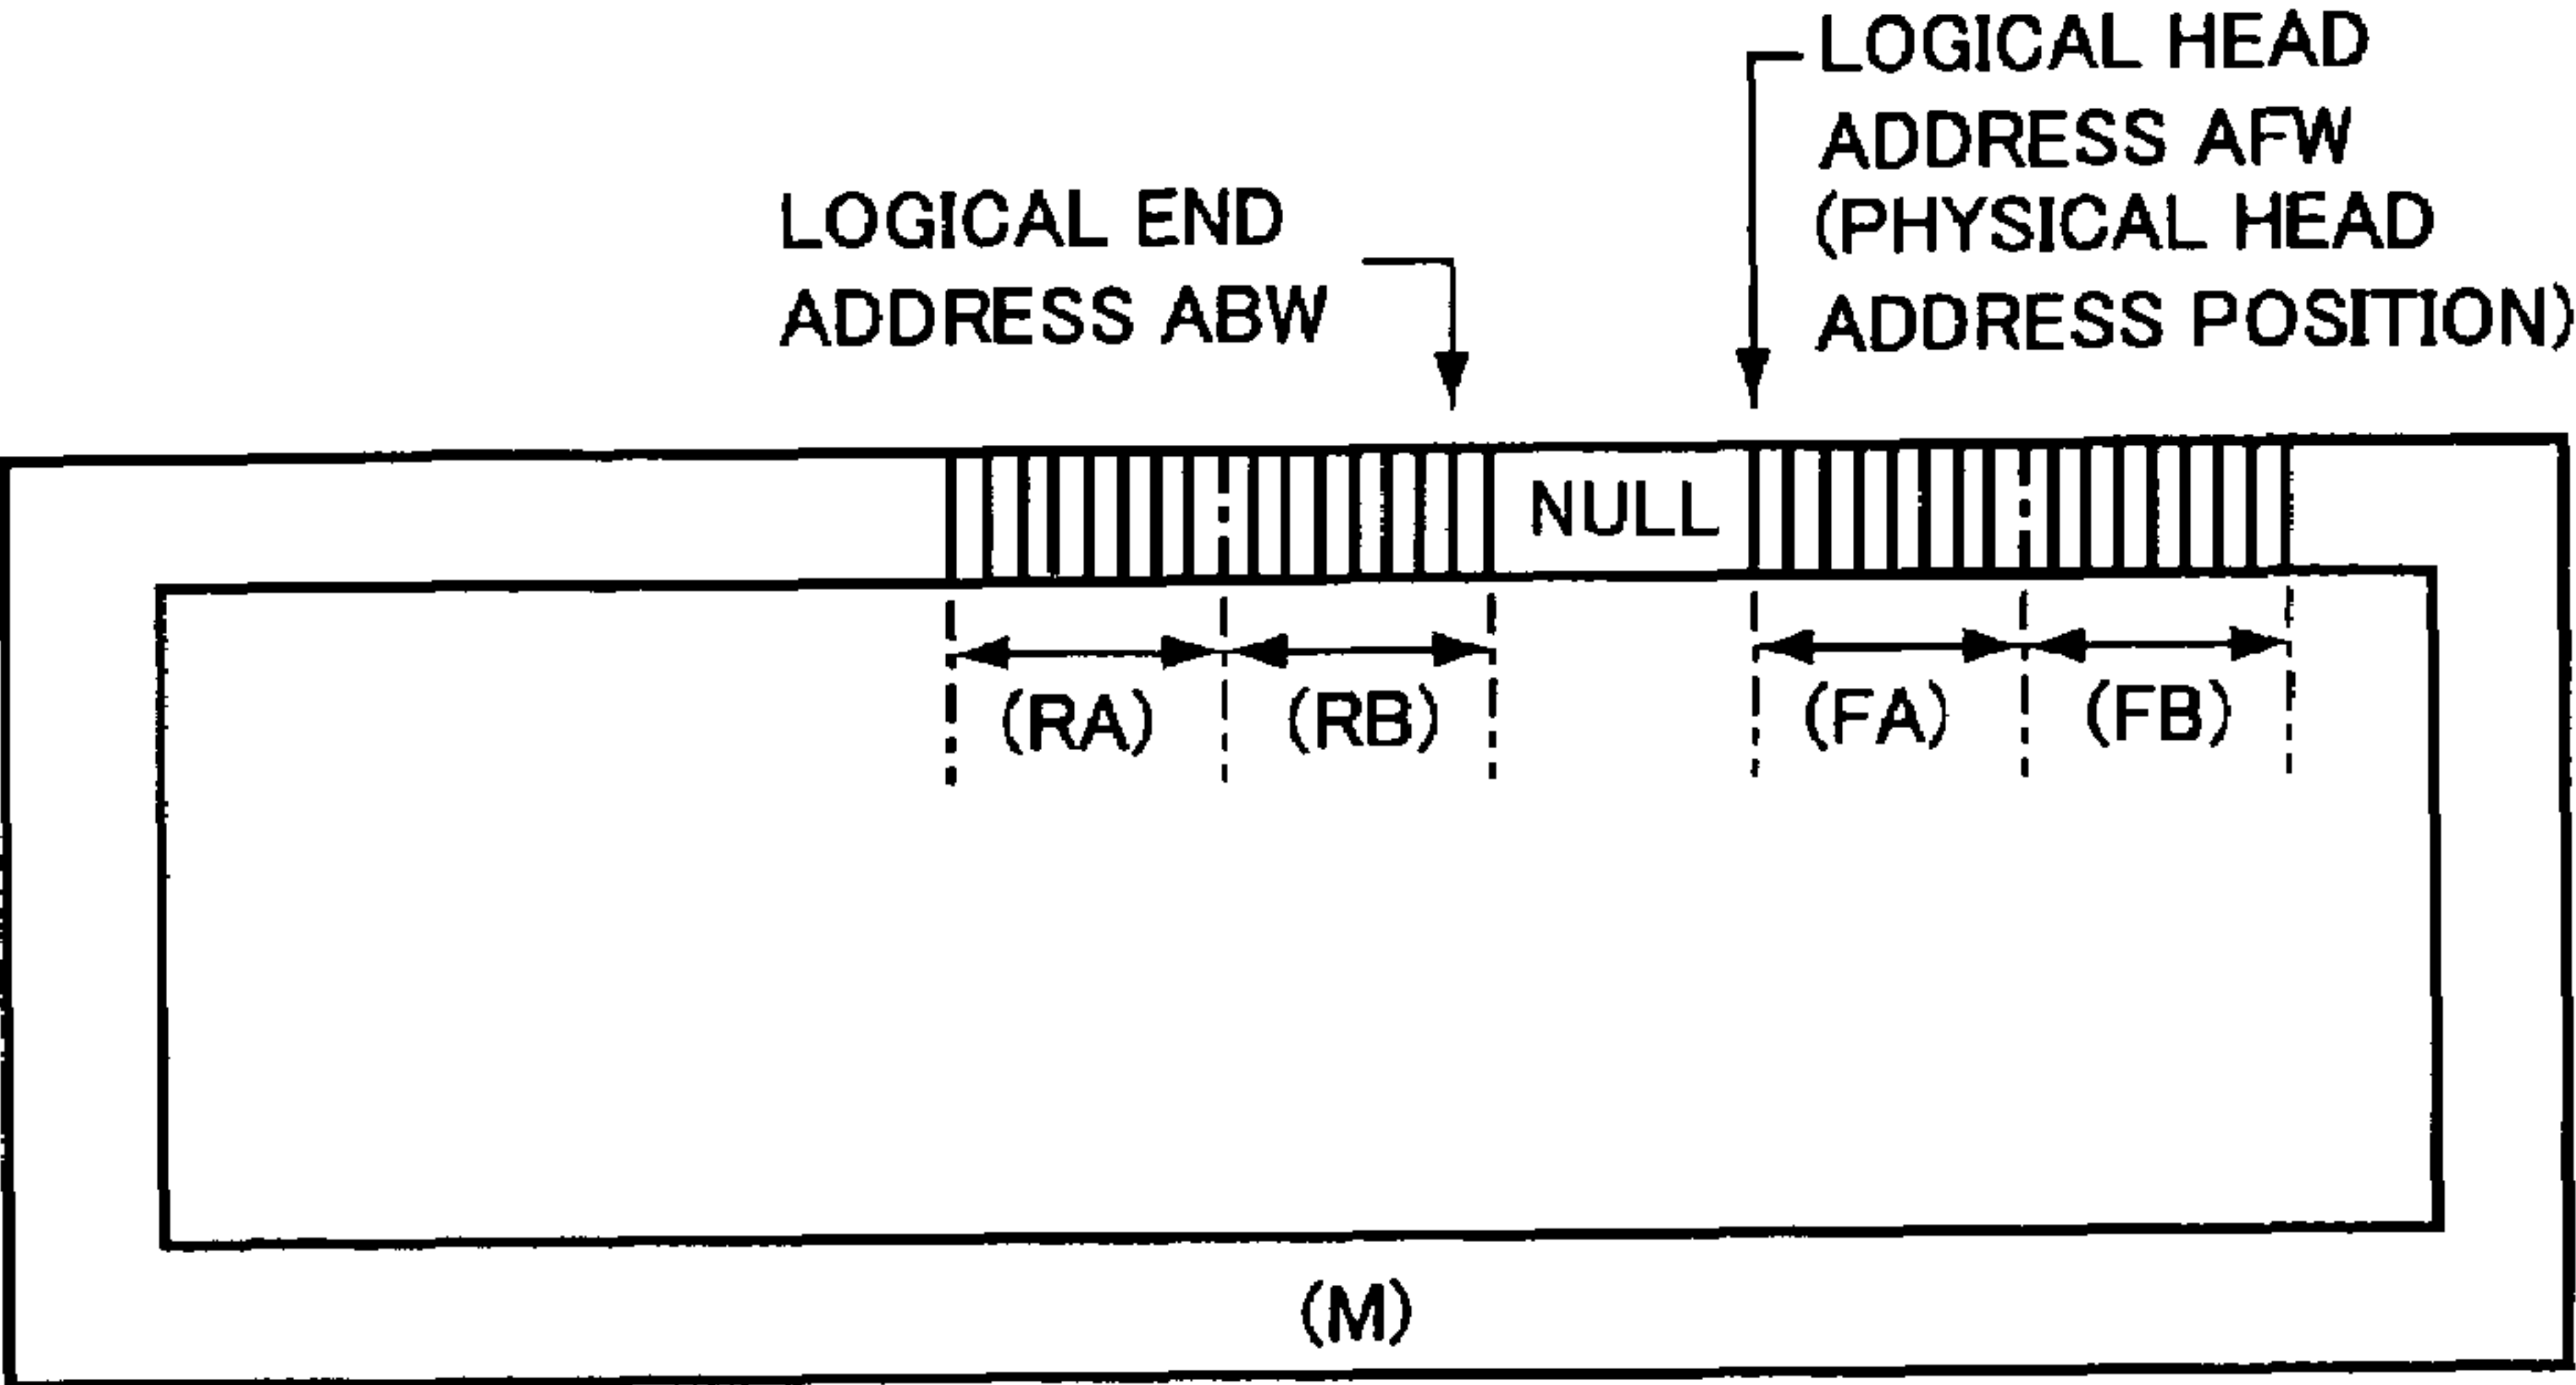 LOGICAL HEAD
ADDRESS AFW
(PHYSICAL HEAD
ADDRESS POSITION)
LOGICAL END
ADDRESS ABW
NULL
(RA) (RB) (FA) (FB)
(M)